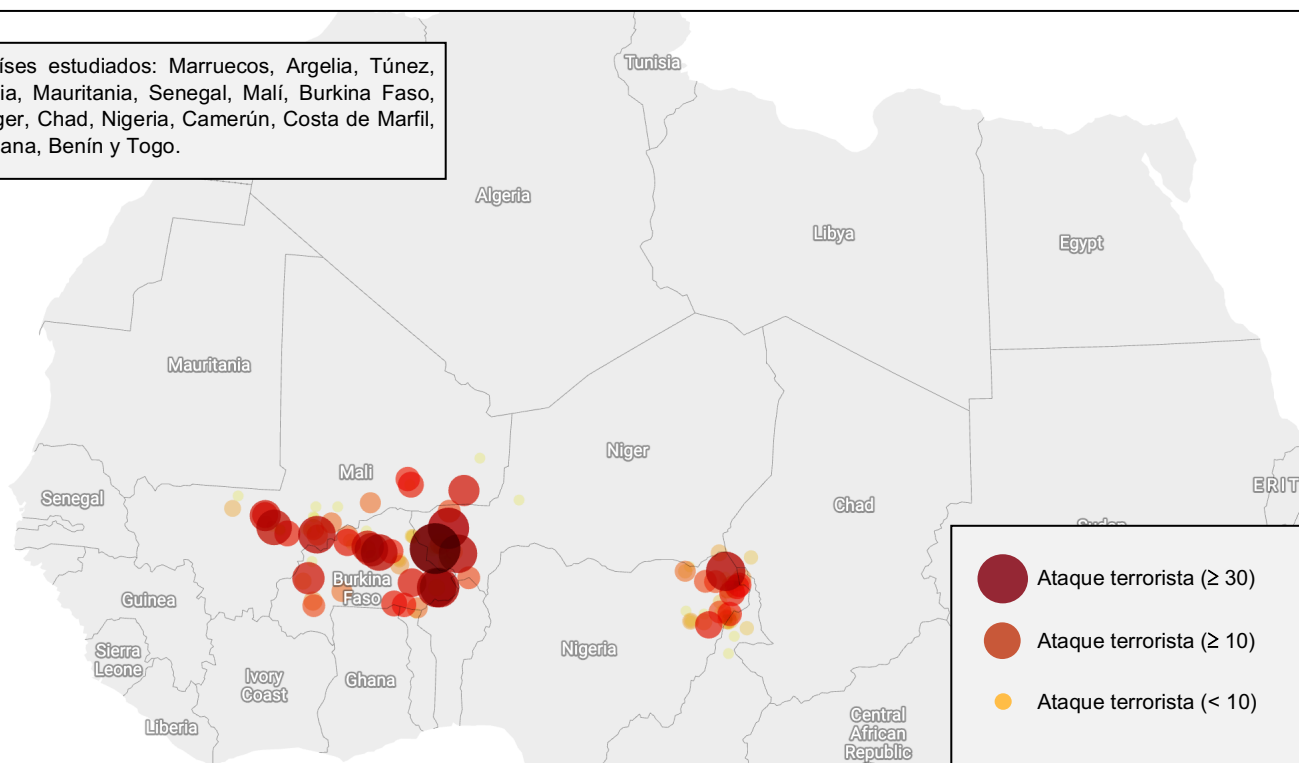 íses estudiados: Marruecos, Argelia, Túnez,
ia, Mauritania, Senegal, Malí, Burkina Faso,
ger, Chad, Nigeria, Camerún, Costa de Marfil,
ana, Benín y Togo.
Tunisia
Algeria
Libya
Egypt
Mauritania
Niger
Mali
Senegal
Chad
ERIT
Sudan
Burkina
Faso
Guinea
Sierra
Leone
Nigeria
Ivory
Coast
Ghana
Liberia
Central
African
Republic
Ataque terrorista (≥ 30)
Ataque terrorista (≥ 10)
Ataque terrorista (< 10)